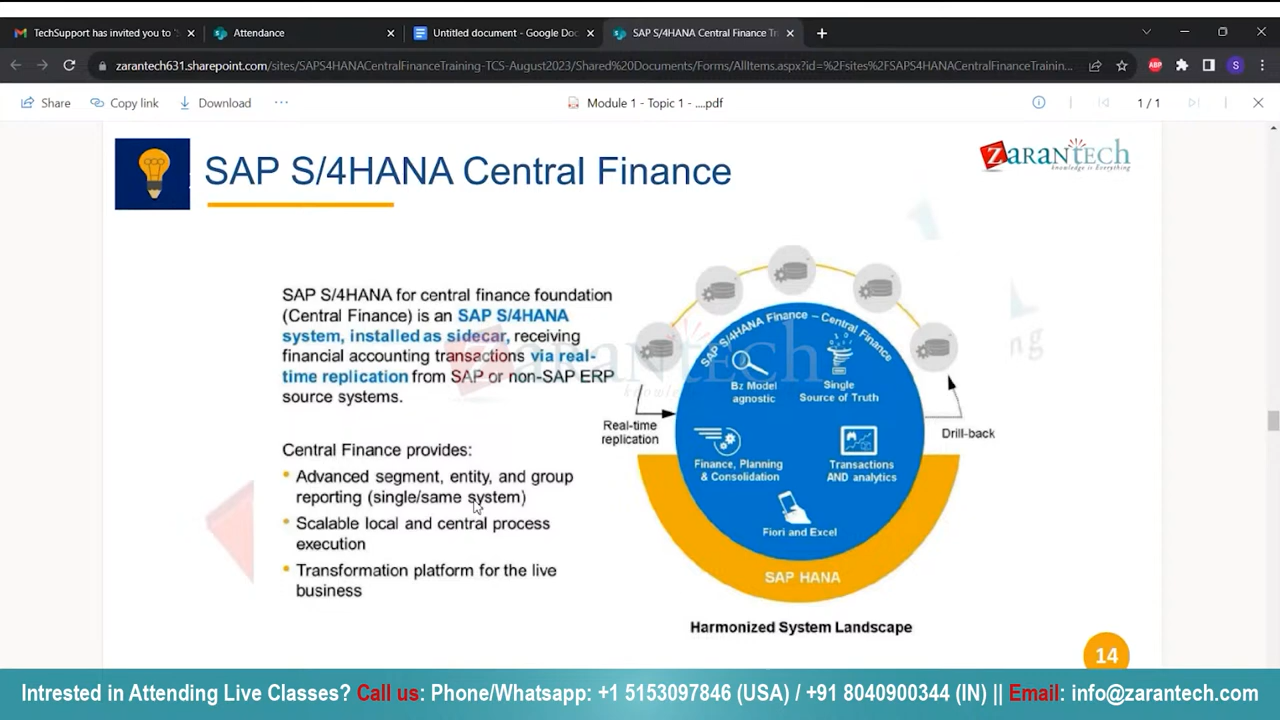 TechSupport has invited you to
Attendance
Untitled document - Google Doc
SAP S/4HANA Central Finance Tr
zarantech631.sharepoint.com/sites/SAPS4HANACentralFinanceTraining-TCS-August2023/Shared%20Documents/Forms/AllItems.aspx?id=%2Fsites%2FSAPS4HANACentralFinanceTrainin...
ABP
S
Share
Copy link
Download
Module 1 - Topic 1 - ....pdf
1 / 1
SAP S/4HANA Central Finance
ZARANTECH
knowledge is Everything
SAP S/4HANA for central finance foundation
(Central Finance) is an SAP S/4HANA
system, installed as sidecar, receiving
financial accounting transactions via real-
time replication from SAP or non-SAP ERP
source systems.
Central Finance provides:
• Advanced segment, entity, and group
reporting (single/same system)
• Scalable local and central process
execution
• Transformation platform for the live
business
SAP S/4HANA Finance – Central Finance
Bz Model
agnostic
Single
Source of Truth
Real-time
replication
Drill-back
Finance, Planning
& Consolidation
Transactions
AND analytics
Fiori and Excel
SAP HANA
Harmonized System Landscape
14
Intrested in Attending Live Classes? Call us: Phone/Whatsapp: +1 5153097846 (USA) / +91 8040900344 (IN) || Email: info@zarantech.com